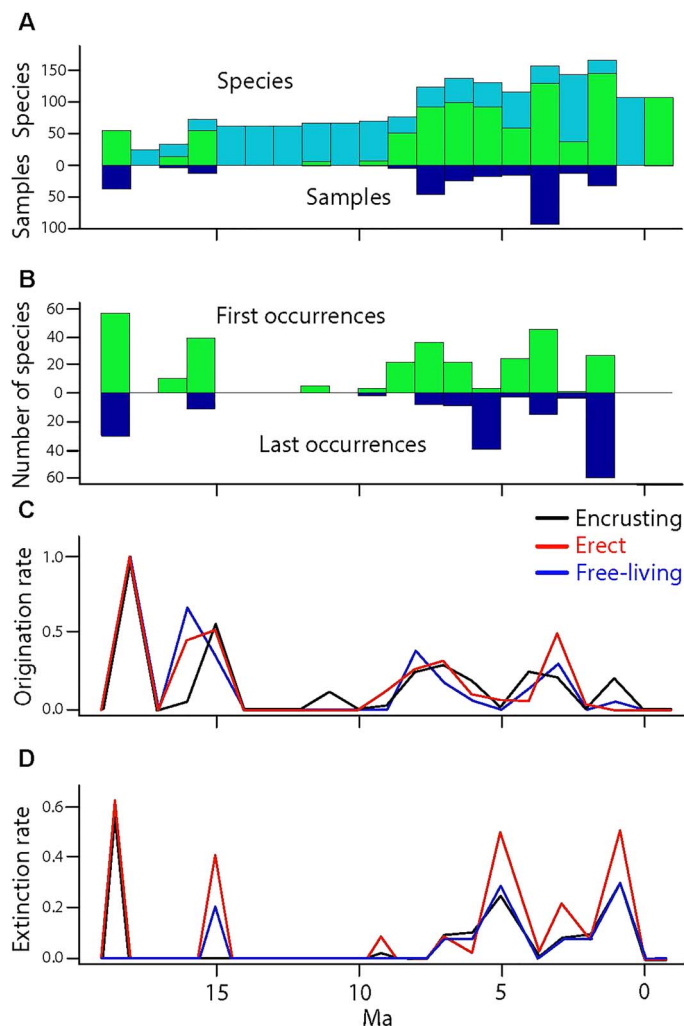 A
Species
Samples
150
100
50
0
50
100
Species
Samples
B
Number of species
60
40
20
0
20
40
60
First occurrences
Last occurrences
C
Encrusting
Erect
Free-living
Origination rate
1.0
0.5
0.0
D
Extinction rate
0.6
0.4
0.2
0.0
15
10
5
0
Ma